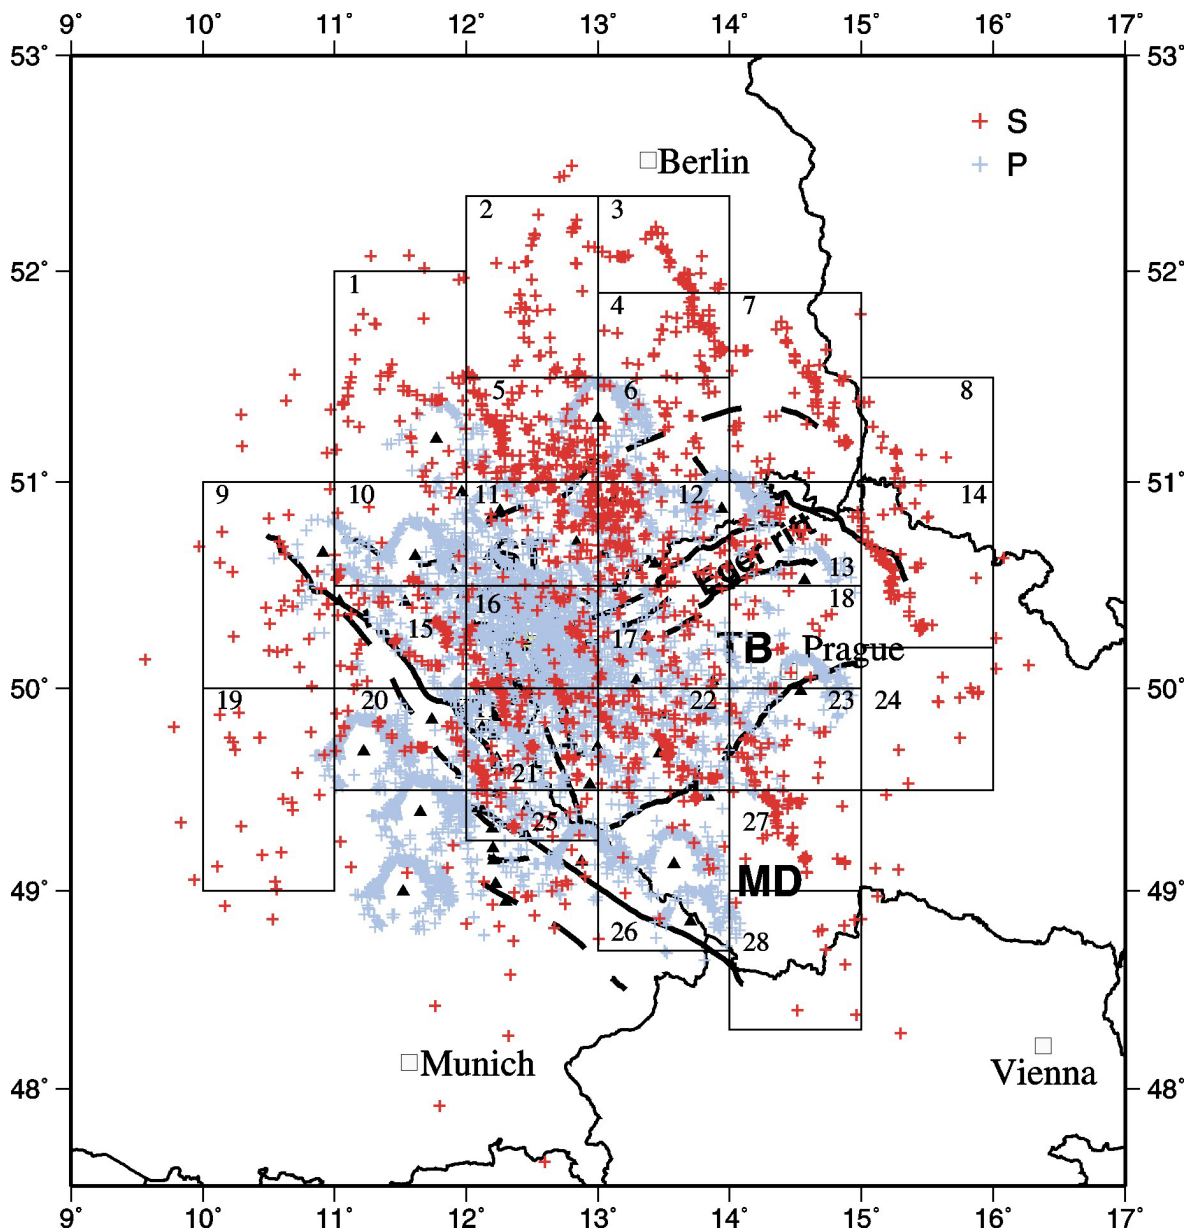 9° 10° 11° 12° 13° 14° 15° 16° 17°
53° 53°
S
P
Berlin
2 3
52° 52°
1
4 7
5 6 8
51° 51°
9 10 11 12 14
Eger rift
13
16 18
15 17
TB Prague
50° 50°
19 20 22 23 24
21
25 27
MD
49° 49°
26 28
Munich Vienna
48° 48°
9° 10° 11° 12° 13° 14° 15° 16° 17°